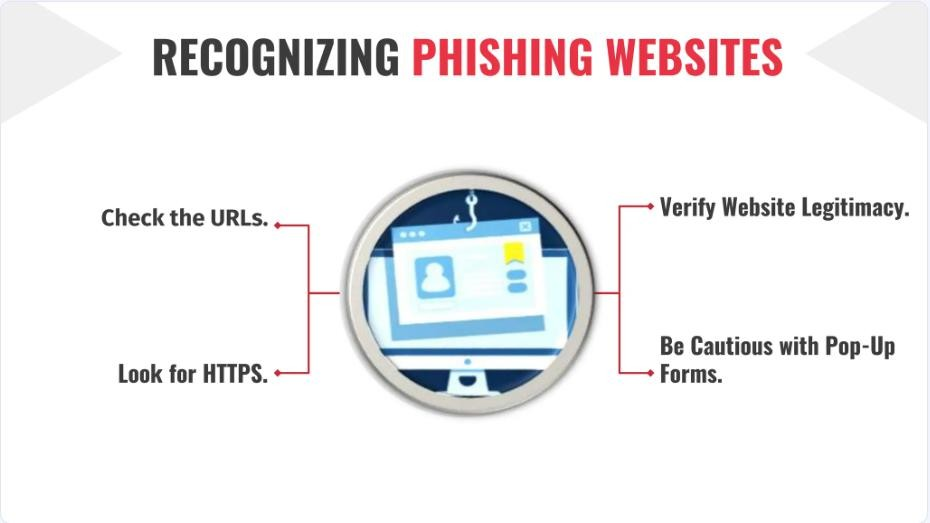 RECOGNIZING PHISHING WEBSITES
Check the URLs.
Look for HTTPS.
Verify Website Legitimacy.
Be Cautious with Pop-Up
Forms.